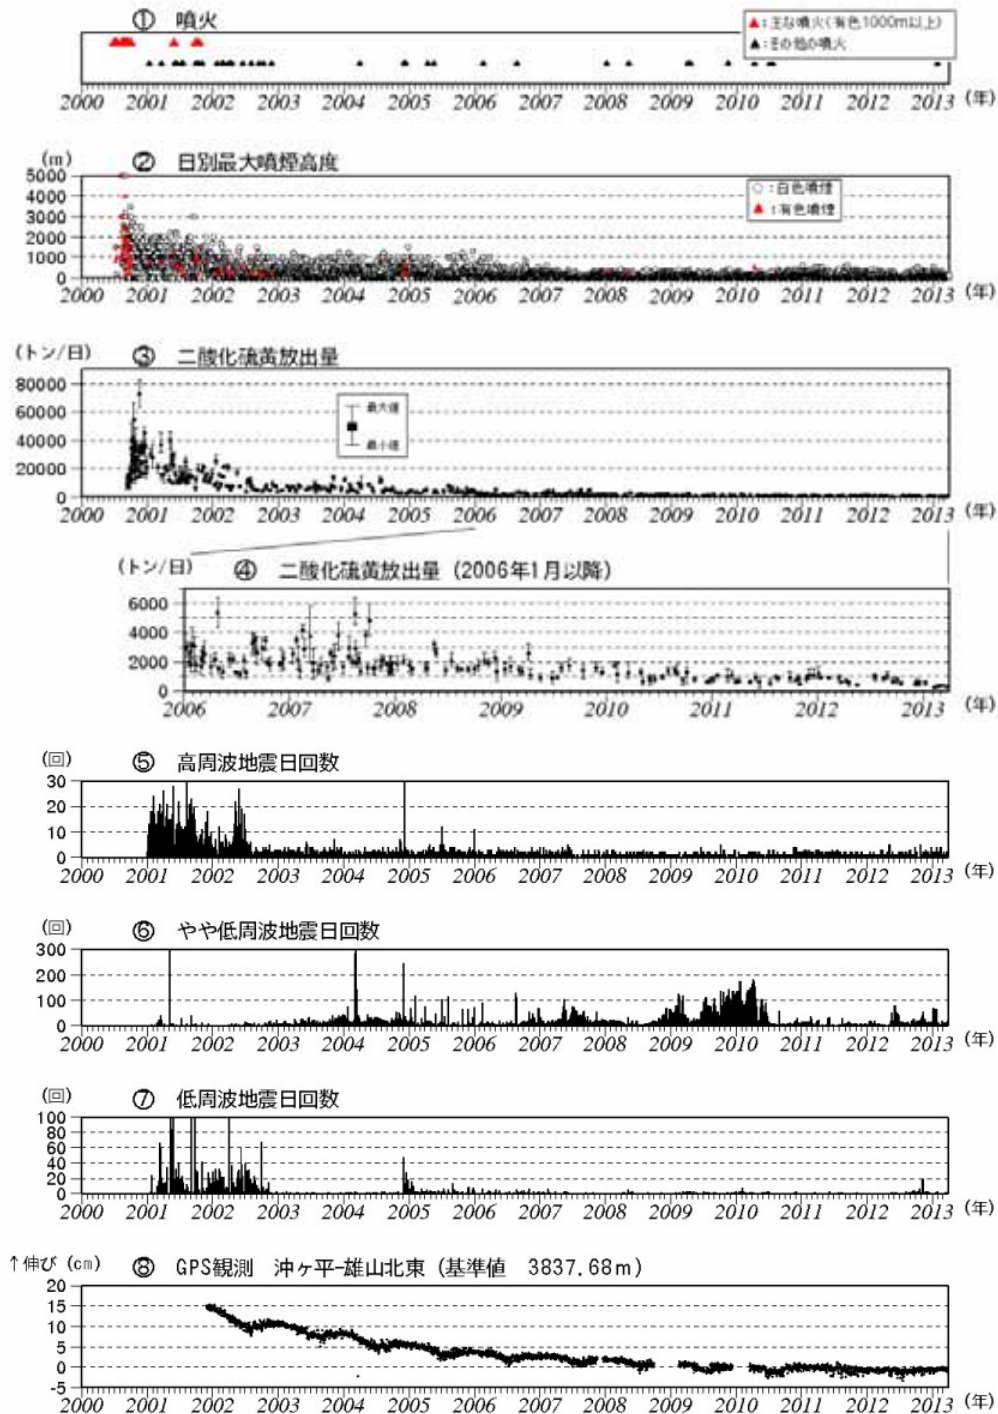 ① 噴火
▲：主な噴火(有色1000m以上)
▲：その他の噴火
2000 2001 2002 2003 2004 2005 2006 2007 2008 2009 2010 2011 2012 2013 (年)
(m) ② 日別最大噴煙高度
5000
4000
3000
2000
1000
0
○：白色噴煙
▲：有色噴煙
2000 2001 2002 2003 2004 2005 2006 2007 2008 2009 2010 2011 2012 2013 (年)
(トン/日) ③ 二酸化硫黄放出量
80000
60000
40000
20000
0
最大値
最小値
2000 2001 2002 2003 2004 2005 2006 2007 2008 2009 2010 2011 2012 2013 (年)
(トン/日) ④ 二酸化硫黄放出量 (2006年1月以降)
6000
4000
2000
0
2006 2007 2008 2009 2010 2011 2012 2013 (年)
(回) ⑤ 高周波地震日回数
30
20
10
0
2000 2001 2002 2003 2004 2005 2006 2007 2008 2009 2010 2011 2012 2013 (年)
(回) ⑥ やや低周波地震日回数
300
200
100
0
2000 2001 2002 2003 2004 2005 2006 2007 2008 2009 2010 2011 2012 2013 (年)
(回) ⑦ 低周波地震日回数
100
80
60
40
20
0
2000 2001 2002 2003 2004 2005 2006 2007 2008 2009 2010 2011 2012 2013 (年)
↑伸び (cm) ⑧ GPS観測 沖ヶ平-雄山北東 (基準値 3837.68m)
20
15
10
5
0
-5
2000 2001 2002 2003 2004 2005 2006 2007 2008 2009 2010 2011 2012 2013 (年)